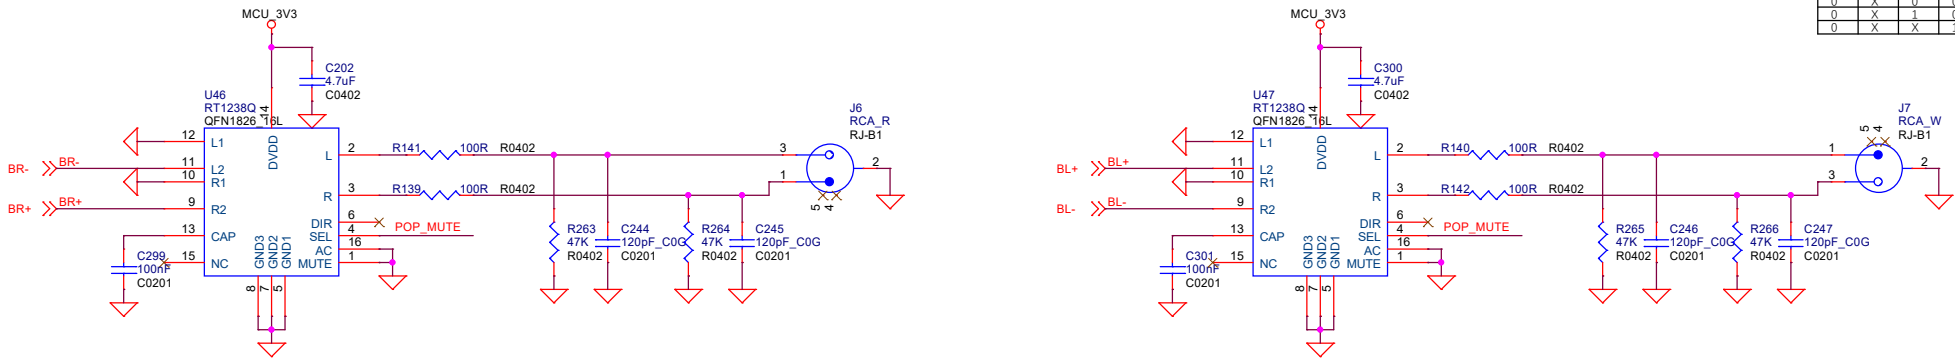 MCU_3V3
C202
4.7uF
C0402
U46
RT1238Q
QFN1826_16L
14
DVDD
12 L1
BR- BR- 11 L2
10 R1
BR+ BR+ 9 R2
13 CAP
15 NC
C299
100nF
C0201
GND3
GND2
GND1
8
7
5
L 2
R 3
DIR 6
SEL 4 POP_MUTE
AC 16
MUTE 1
R141 100R R0402
R139 100R R0402
R263
47K
R0402
C244
120pF_C0G
C0201
R264
47K
R0402
C245
120pF_C0G
C0201
J6
RCA_R
RJ-B1
3
1
2
5
4
MCU_3V3
C300
4.7uF
C0402
U47
RT1238Q
QFN1826_16L
14
DVDD
12 L1
BL+ BL+ 11 L2
10 R1
BL- BL- 9 R2
13 CAP
15 NC
C301
100nF
C0201
GND3
GND2
GND1
8
7
5
L 2
R 3
DIR 6
SEL 4 POP_MUTE
AC 16
MUTE 1
R140 100R R0402
R142 100R R0402
R265
47K
R0402
C246
120pF_C0G
C0201
R266
47K
R0402
C247
120pF_C0G
C0201
J7
RCA_W
RJ-B1
5
4
1
3
2
0 X 0
0 X 1
0 X X